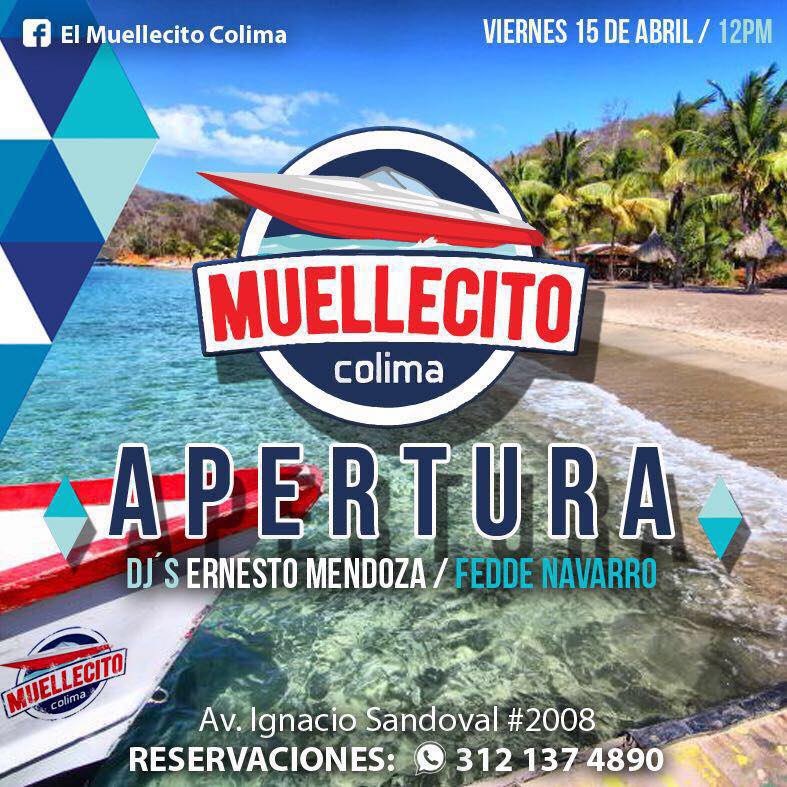 El Muellecito Colima
VIERNES 15 DE ABRIL / 12PM
MUELLECITO
colima
APERTURA
DJ´S ERNESTO MENDOZA / FEDDE NAVARRO
MUELLECITO
colima
Av. Ignacio Sandoval #2008
RESERVACIONES: 312 137 4890